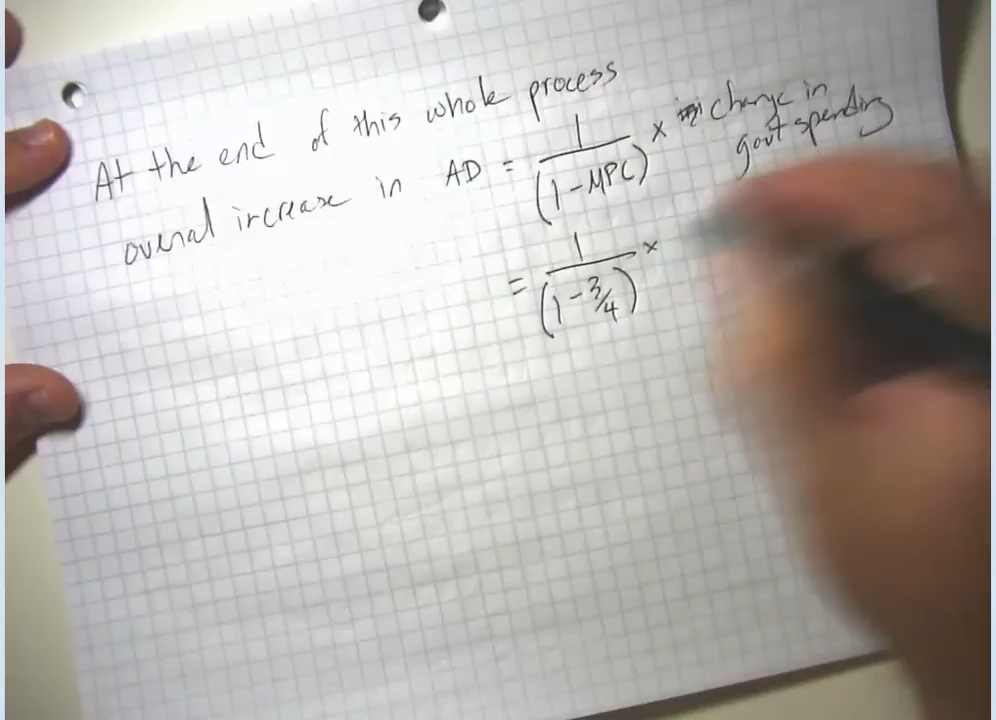 At the end of this whole process
overal increase in AD = 1/(1-MPC) × change in govt spending
= 1/(1-3/4) ×